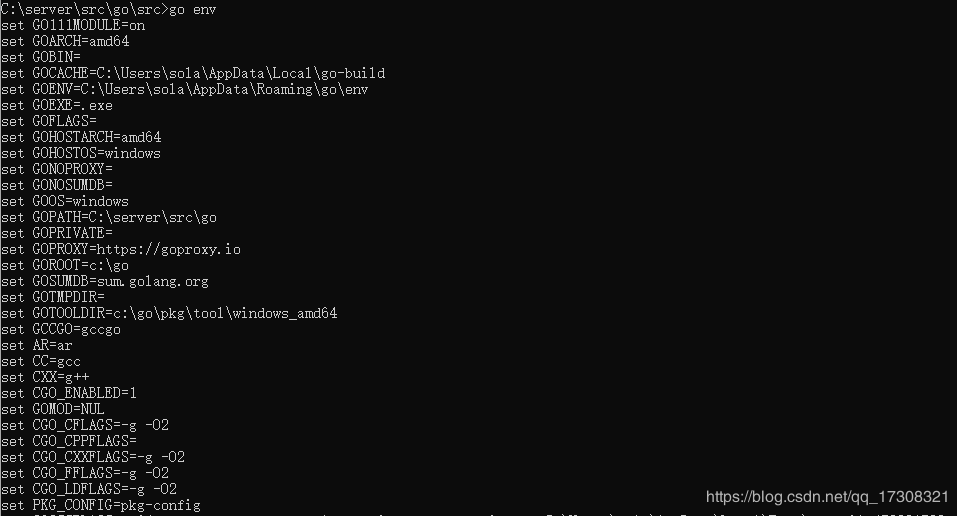 C:\server\src\go\src>go env
set GO111MODULE=on
set GOARCH=amd64
set GOBIN=
set GOCACHE=C:\Users\sola\AppData\Local\go-build
set GOENV=C:\Users\sola\AppData\Roaming\go\env
set GOEXE=.exe
set GOFLAGS=
set GOHOSTARCH=amd64
set GOHOSTOS=windows
set GONOPROXY=
set GONOSUMDB=
set GOOS=windows
set GOPATH=C:\server\src\go
set GOPRIVATE=
set GOPROXY=https://goproxy.io
set GOROOT=c:\go
set GOSUMDB=sum.golang.org
set GOTMPDIR=
set GOTOOLDIR=c:\go\pkg\tool\windows_amd64
set GCCGO=gccgo
set AR=ar
set CC=gcc
set CXX=g++
set CGO_ENABLED=1
set GOMOD=NUL
set CGO_CFLAGS=-g -O2
set CGO_CPPFLAGS=
set CGO_CXXFLAGS=-g -O2
set CGO_FFLAGS=-g -O2
set CGO_LDFLAGS=-g -O2
set PKG_CONFIG=pkg-config
https://blog.csdn.net/qq_17308321